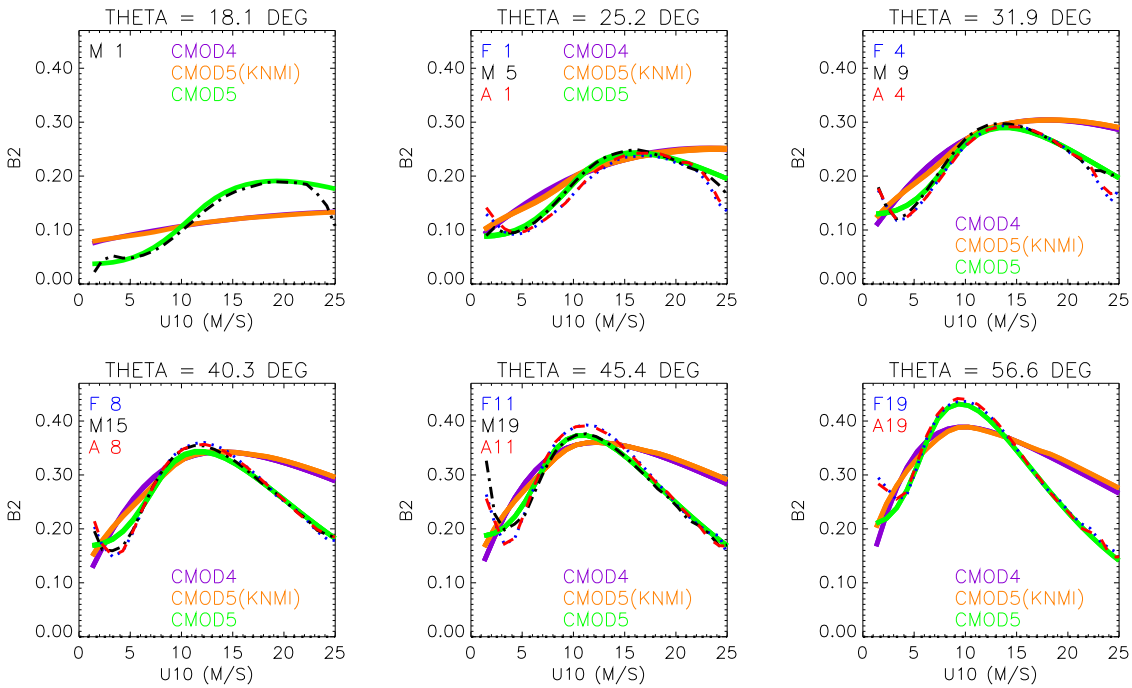 THETA = 18.1 DEG
M 1
CMOD4
CMOD5(KNMI)
CMOD5
B2
0.40
0.30
0.20
0.10
0.00
0 5 10 15 20 25
U10 (M/S)
THETA = 25.2 DEG
F 1
M 5
A 1
CMOD4
CMOD5(KNMI)
CMOD5
B2
0.40
0.30
0.20
0.10
0.00
0 5 10 15 20 25
U10 (M/S)
THETA = 31.9 DEG
F 4
M 9
A 4
CMOD4
CMOD5(KNMI)
CMOD5
B2
0.40
0.30
0.20
0.10
0.00
0 5 10 15 20 25
U10 (M/S)
THETA = 40.3 DEG
F 8
M15
A 8
CMOD4
CMOD5(KNMI)
CMOD5
B2
0.40
0.30
0.20
0.10
0.00
0 5 10 15 20 25
U10 (M/S)
THETA = 45.4 DEG
F11
M19
A11
CMOD4
CMOD5(KNMI)
CMOD5
B2
0.40
0.30
0.20
0.10
0.00
0 5 10 15 20 25
U10 (M/S)
THETA = 56.6 DEG
F19
A19
CMOD4
CMOD5(KNMI)
CMOD5
B2
0.40
0.30
0.20
0.10
0.00
0 5 10 15 20 25
U10 (M/S)